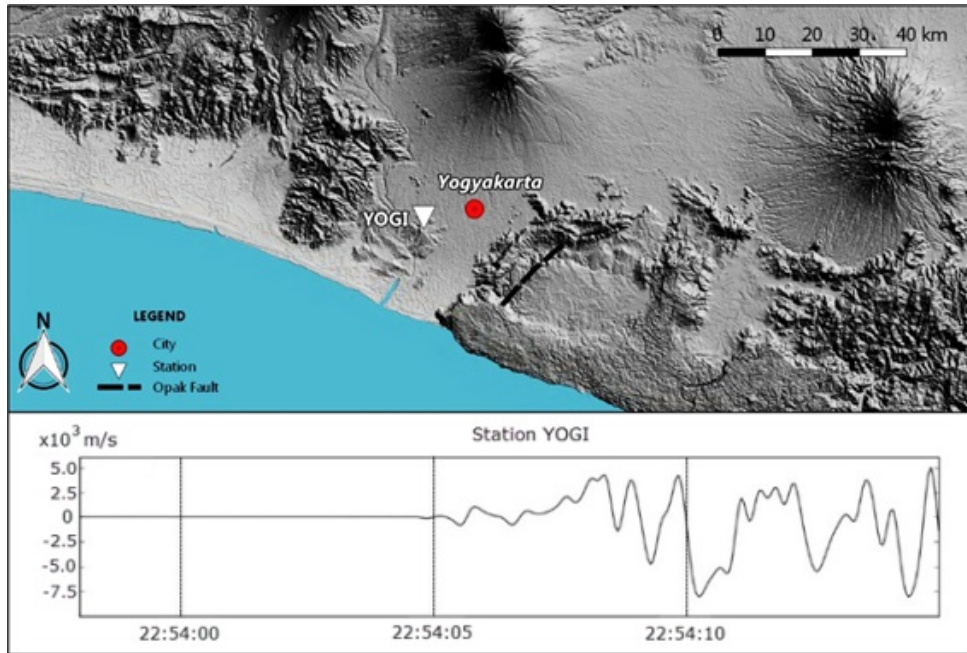 0 10 20 30 40 km
Yogyakarta
YOGI
N
LEGEND
City
Station
Opak Fault
x10³ m/s
Station YOGI
5.0
2.5
0
-2.5
-5.0
-7.5
22:54:00 22:54:05 22:54:10